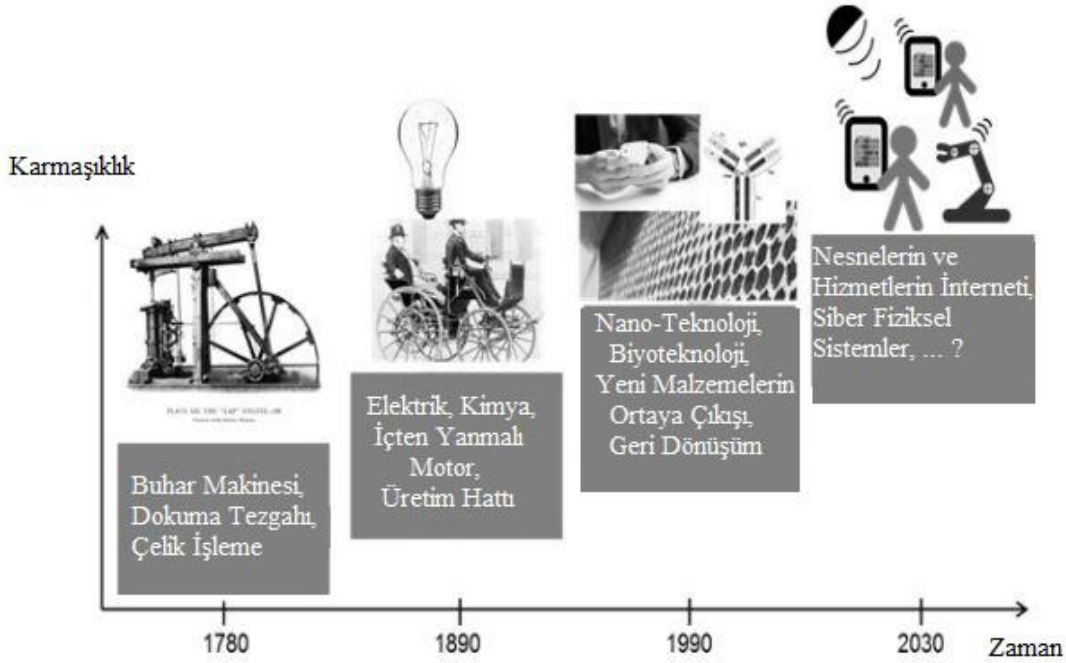 Karmaşıklık
Buhar Makinesi,
Dokuma Tezgahı,
Çelik İşleme
Elektrik, Kimya,
İçten Yanmalı
Motor,
Üretim Hattı
Nano-Teknoloji,
Biyoteknoloji,
Yeni Malzemelerin
Ortaya Çıkışı,
Geri Dönüşüm
Nesnelerin ve
Hizmetlerin İnterneti,
Siber Fiziksel
Sistemler, ... ?
1780
1890
1990
2030
Zaman